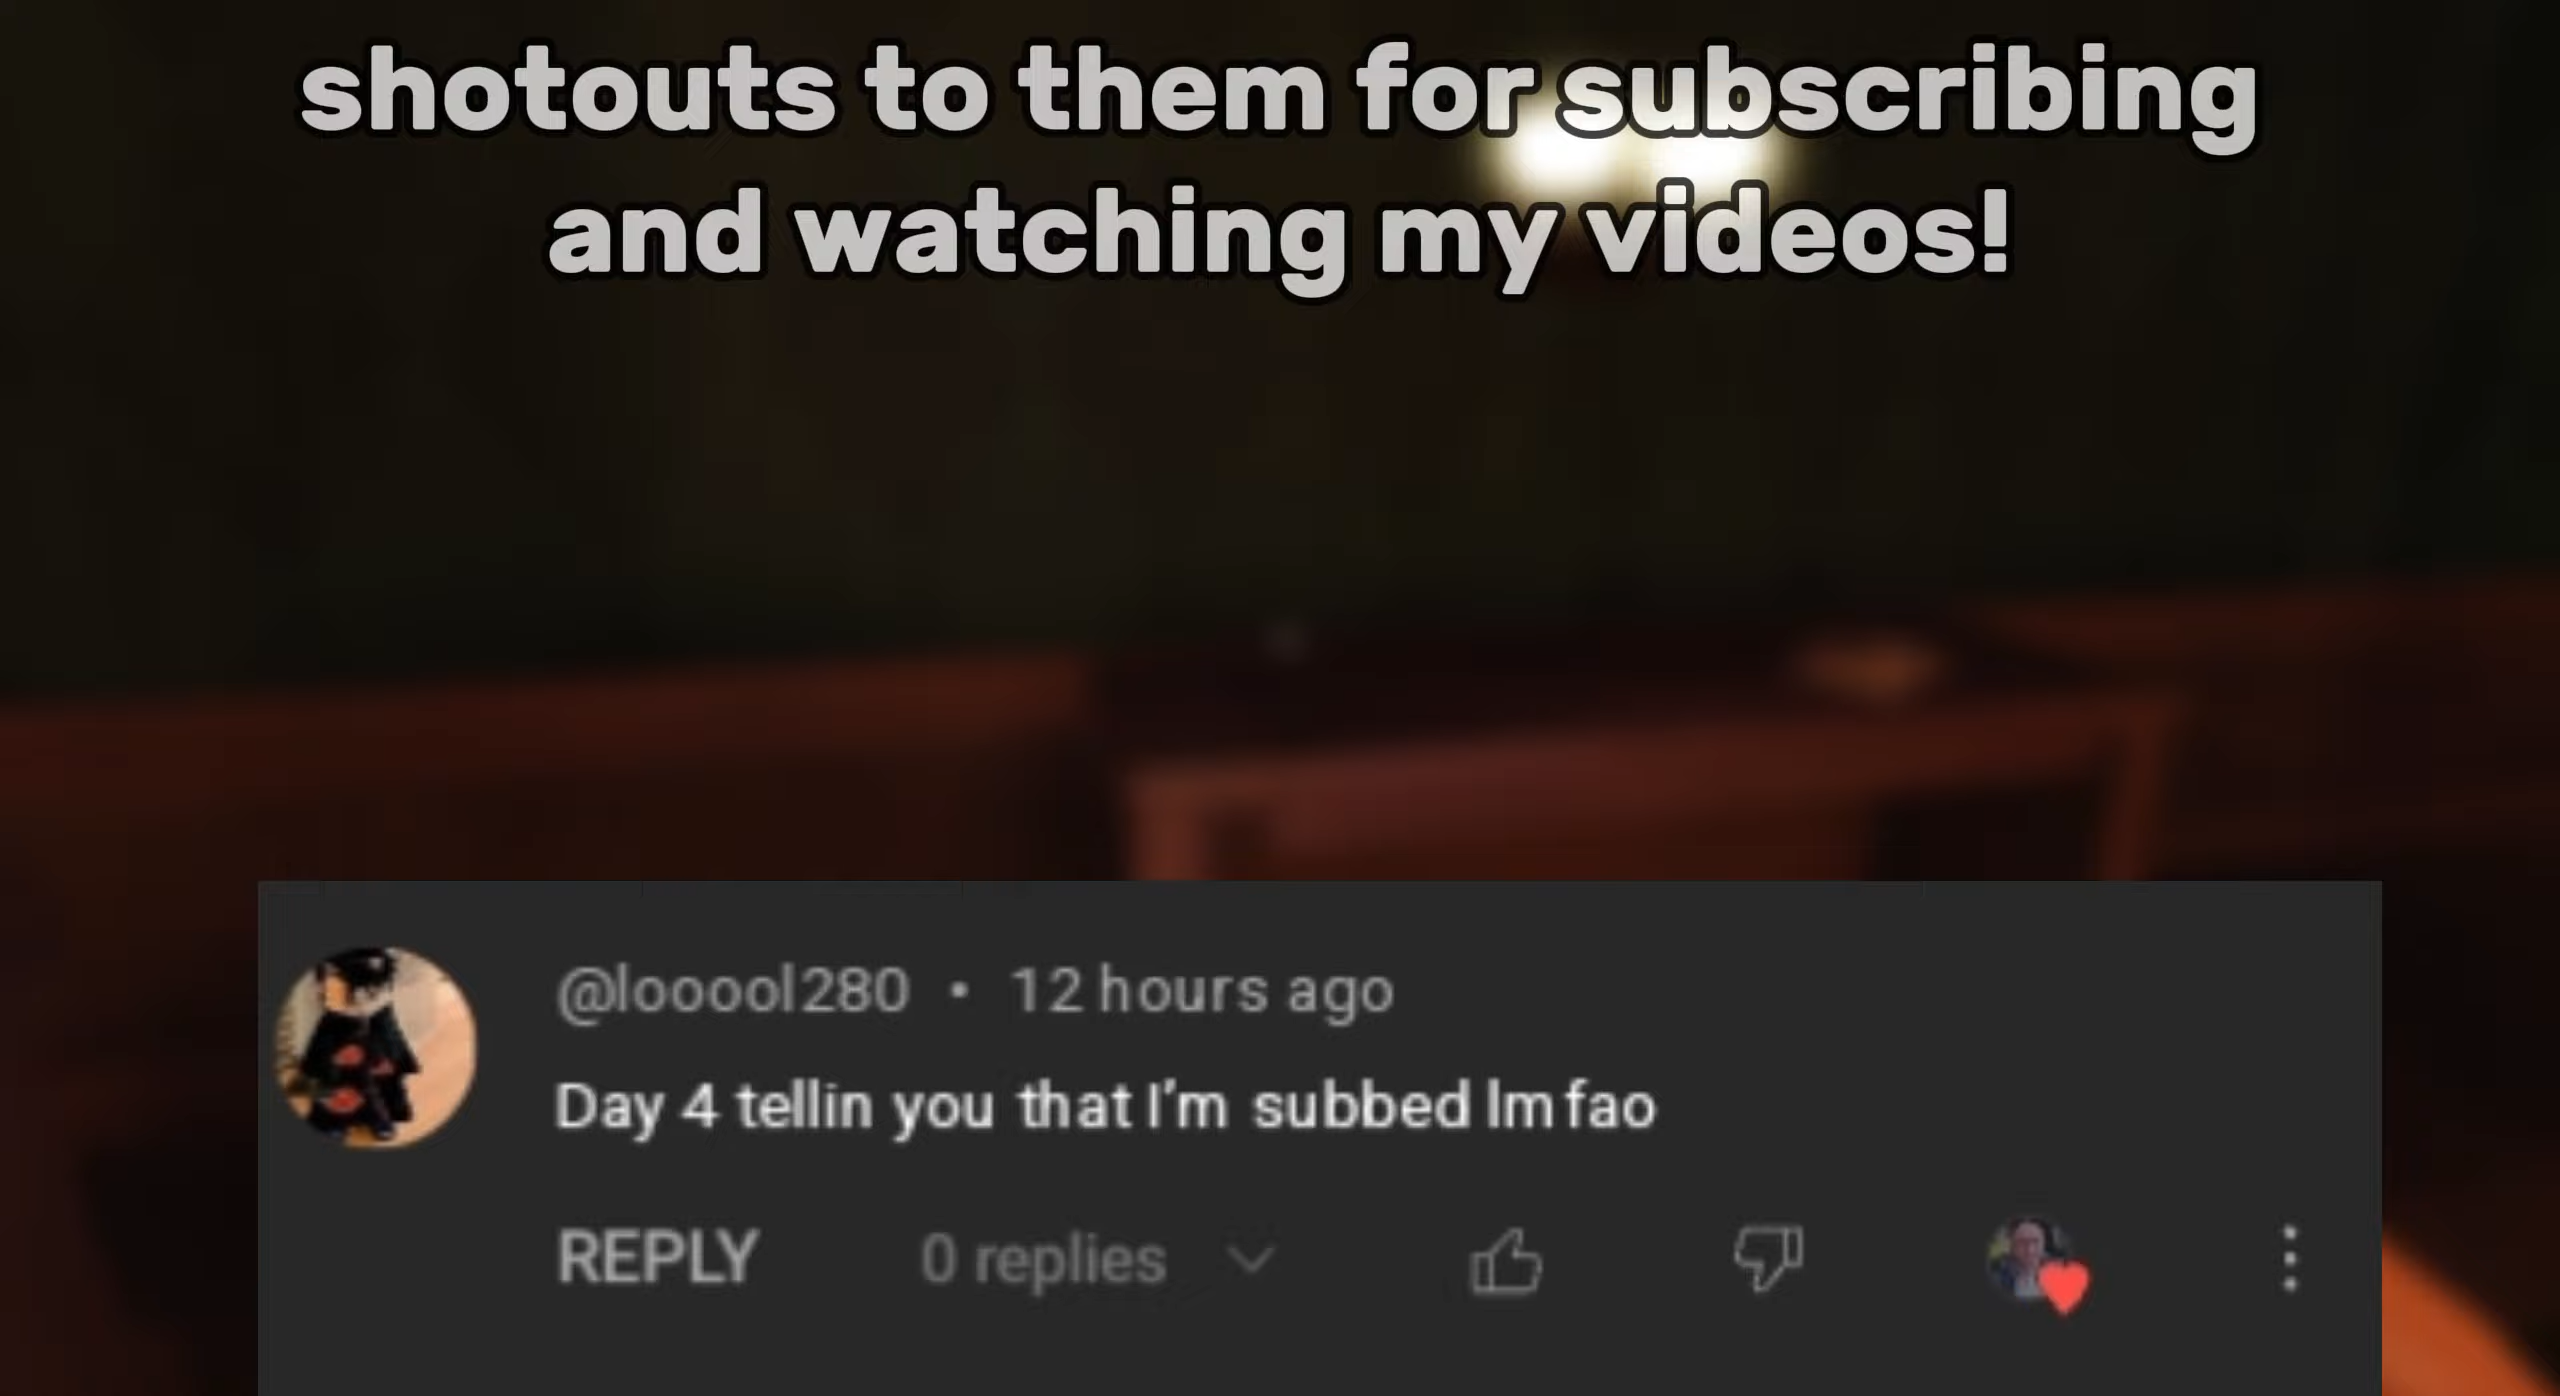 shotouts to them for subscribing
and watching my videos!
@looool280 • 12 hours ago
Day 4 tellin you that I'm subbed lmfao
REPLY 0 replies